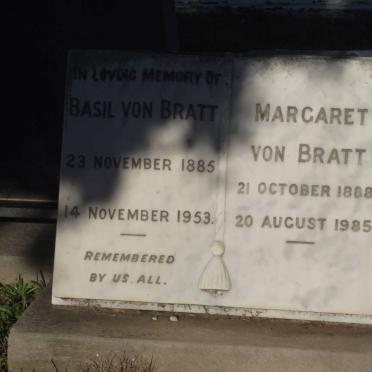 In Loving Memory Of
BASIL VON BRATT
23 NOVEMBER 1885
14 NOVEMBER 1953.
REMEMBERED
BY US ALL.
MARGARET
VON BRATT
21 OCTOBER 1888
20 AUGUST 1985